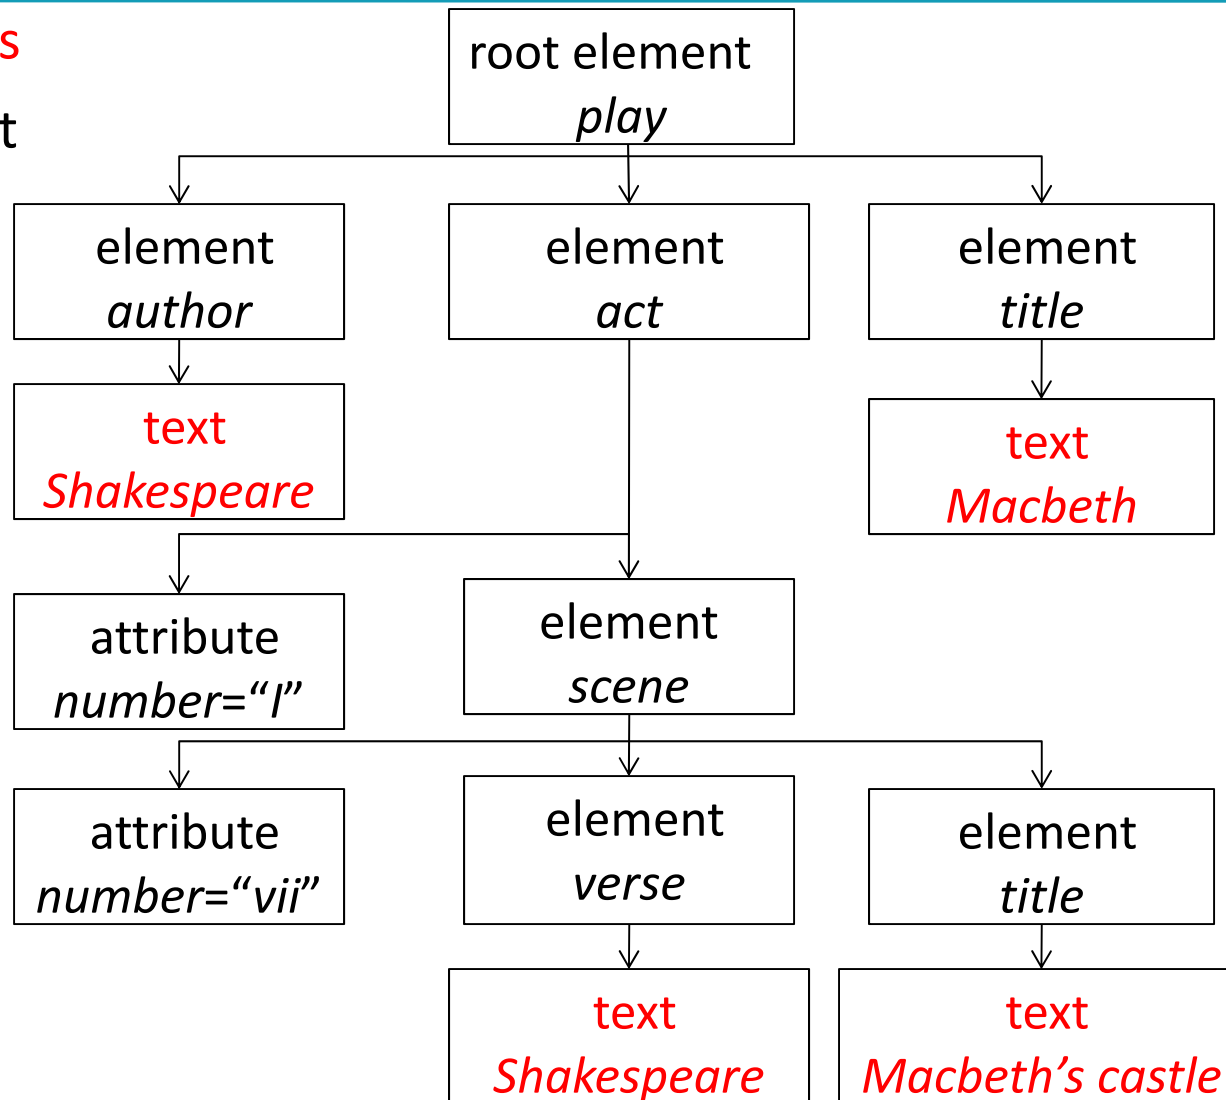 s
t
root element
play
element
author
element
act
element
title
text
Shakespeare
text
Macbeth
attribute
number=“I”
element
scene
attribute
number=“vii”
element
verse
element
title
text
Shakespeare
text
Macbeth’s castle